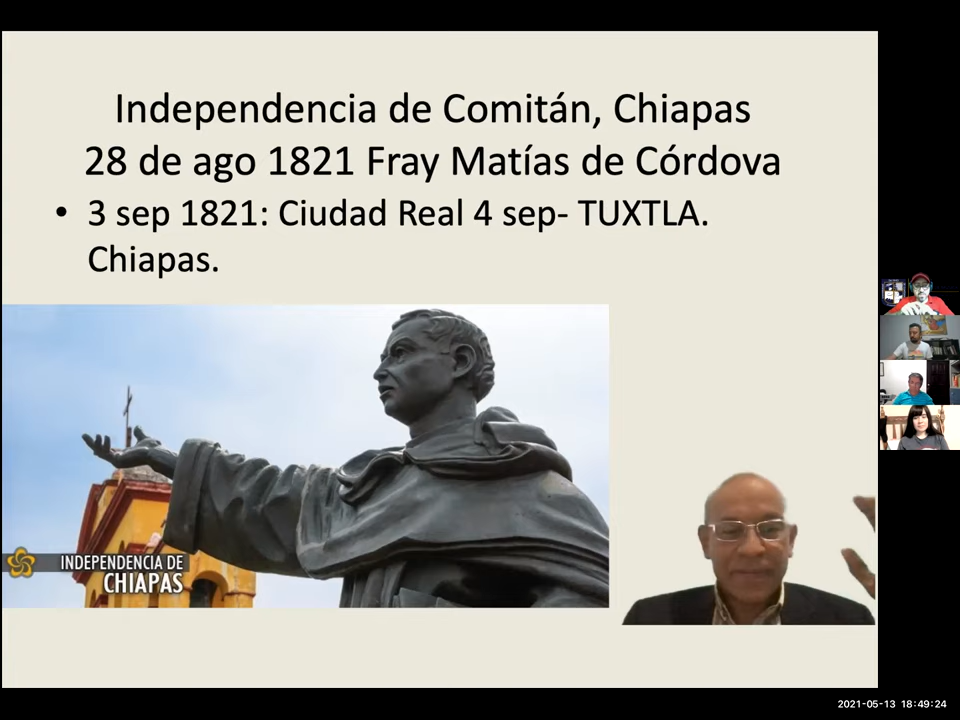 Independencia de Comitán, Chiapas
28 de ago 1821 Fray Matías de Córdova
• 3 sep 1821: Ciudad Real 4 sep- TUXTLA.
Chiapas.
INDEPENDENCIA DE
CHIAPAS
2021-05-13 18:49:24